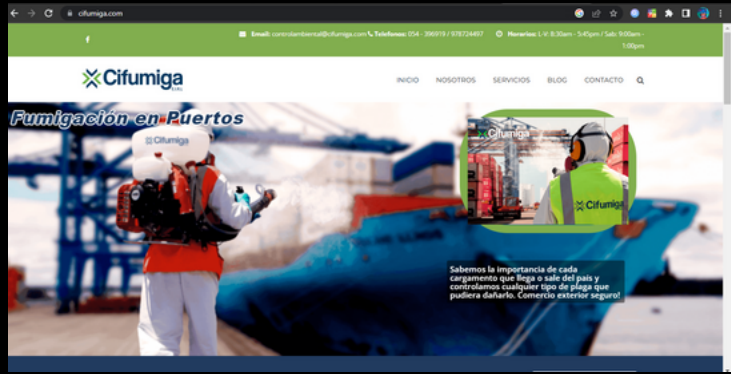 cifumiga.com
Email: controlambiental@cifumiga.com Telefonos: 054 - 396919 / 978724497 Horarios: L-V: 8:30am - 5:45pm / Sab: 9:00am -
1:00pm
Cifumiga
INICIO NOSOTROS SERVICIOS BLOG CONTACTO
Fumigación en Puertos
Cifumiga
Cifumiga
Cifumiga
Sabemos la importancia de cada
cargamento que llega o sale del país y
controlamos cualquier tipo de plaga que
pudiera dañarlo. Comercio exterior seguro!